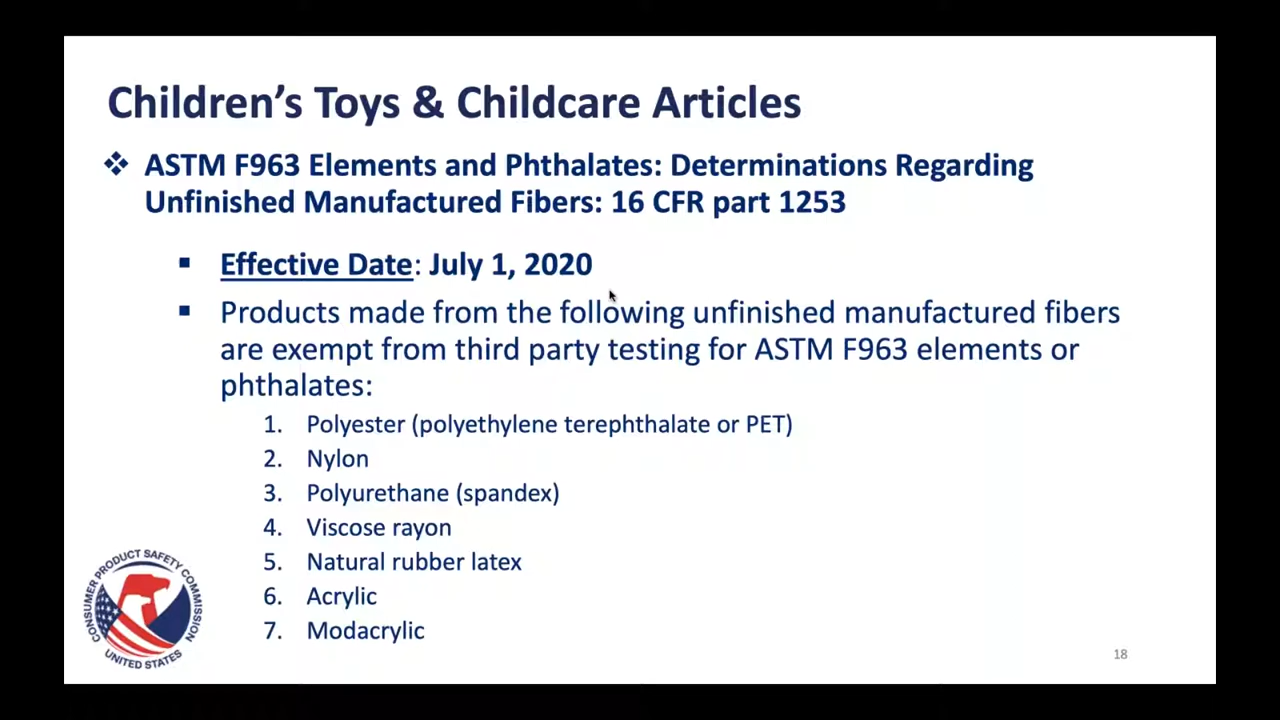 Children's Toys & Childcare Articles
❖ ASTM F963 Elements and Phthalates: Determinations Regarding
Unfinished Manufactured Fibers: 16 CFR part 1253
▪ Effective Date: July 1, 2020
▪ Products made from the following unfinished manufactured fibers
are exempt from third party testing for ASTM F963 elements or
phthalates:
1. Polyester (polyethylene terephthalate or PET)
2. Nylon
3. Polyurethane (spandex)
4. Viscose rayon
5. Natural rubber latex
6. Acrylic
7. Modacrylic
CONSUMER PRODUCT SAFETY COMMISSION
UNITED STATES
18